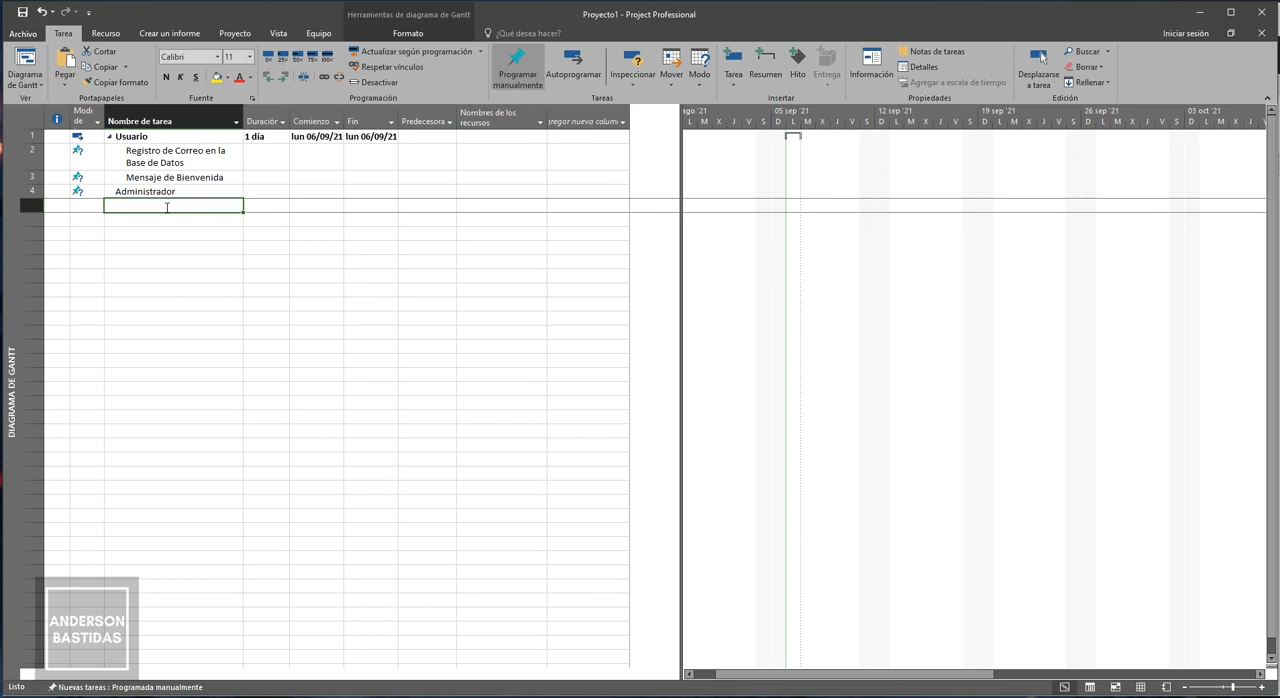 Herramientas de diagrama de Gantt
Proyecto1 - Project Professional
Archivo Tarea Recurso Crear un informe Proyecto Vista Equipo Formato ¿Qué desea hacer? Iniciar sesión
Diagrama de Gantt
Ver
Pegar
Cortar
Copiar
Copiar formato
Portapapeles
Calibri 11
N K S A
Fuente
0% 25% 50% 75% 100%
Actualizar según programación
Respetar vínculos
Desactivar
Programación
Programar manualmente
Autoprogramar
Inspeccionar
Mover
Modo
Tareas
Tarea
Resumen
Hito
Entrega
Insertar
Información
Notas de tareas
Detalles
Agregar a escala de tiempo
Propiedades
Desplazarse a tarea
Buscar
Borrar
Rellenar
Edición
Nombre de tarea Comienzo Fin Predecesora Nombres de los recursos
ago '21 05 sep '21 12 sep '21 19 sep '21 26 sep '21 03 oct '21
L M X J V S D L M X J V S D L M X J V S D L M X J V S D L M X J V S D L M X J V
1 Usuario 1 día lun 06/09/21 lun 06/09/21
2 Registro de Correo en la
Base de Datos
3 Mensaje de Bienvenida
4 Administrador
DIAGRAMA DE GANTT
ANDERSON
BASTIDAS
Listo Nuevas tareas : Programada manualmente